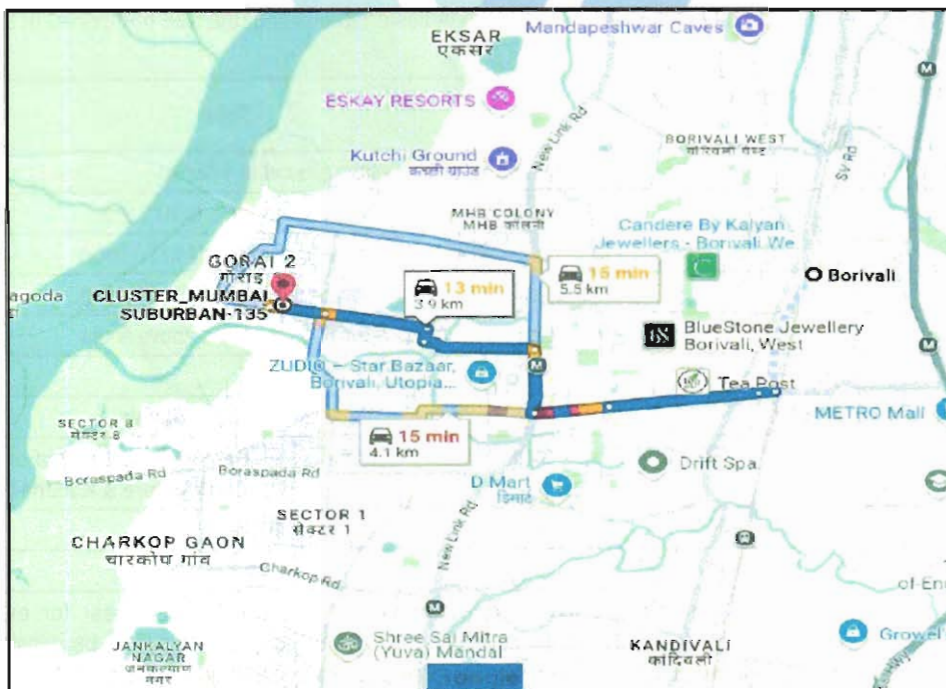 Mandapeshwar Caves
EKSAR
एकसर
ESKAY RESORTS
New Link Rd
BORIVALI WEST
SV Rd
Kutchi Ground
MHB COLONY
MHB कॉलनी
Candere By Kalyan
Jewellers - Borivali We
GORAI 2
गोराई
agoda
CLUSTER_MUMBAI
SUBURBAN-135
13 min
3.9 km
15 min
5.5 km
Borivali
BlueStone Jewellery
Borivali, West
ZUDIO - Star Bazaar,
Borivali, Utopia...
Tea Post
METRO Mall
SECTOR 8
सेक्टर 8
15 min
4.1 km
Boraspada Rd
Boraspada Rd
D Mart
डिमार्ट
Drift Spa
SECTOR 1
सेक्टर 1
New Link Rd
CHARKOP GAON
चारकोप गांव
Charkop Rd
of En
Shree Sai Mitra
(Yuva) Mandal
KANDIVALI
कांदिवली
Growel'
JANKALYAN
NAGAR
जनकल्याण
नगर